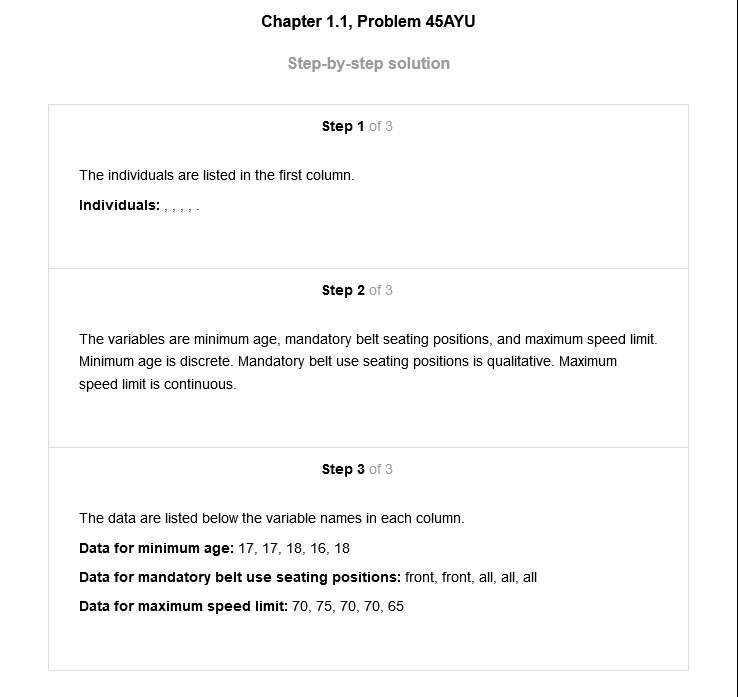 Chapter 1.1, Problem 45AYU
Step-by-step solution
Step 1 of 3
The individuals are listed in the first column.
Individuals: , , , , .
Step 2 of 3
The variables are minimum age, mandatory belt seating positions, and maximum speed limit.
Minimum age is discrete. Mandatory belt use seating positions is qualitative. Maximum
speed limit is continuous.
Step 3 of 3
The data are listed below the variable names in each column.
Data for minimum age: 17, 17, 18, 16, 18
Data for mandatory belt use seating positions: front, front, all, all, all
Data for maximum speed limit: 70, 75, 70, 70, 65